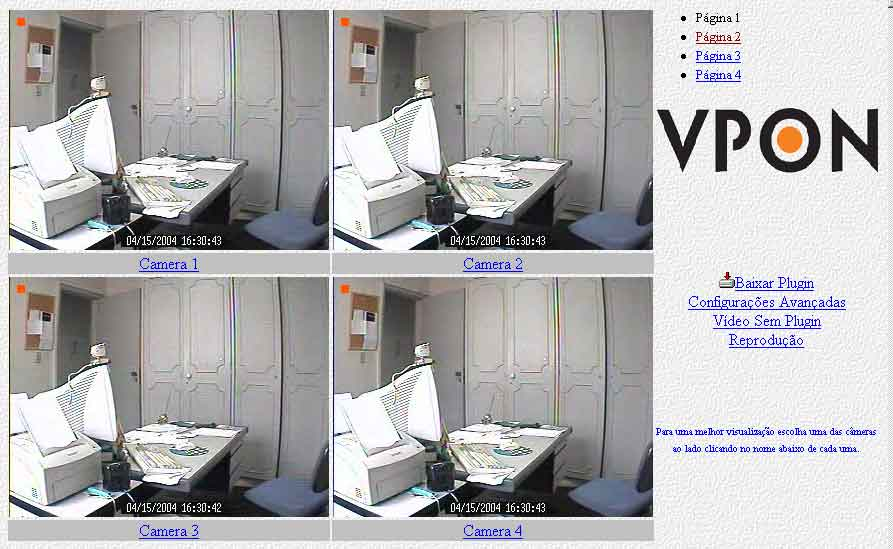 04/15/2004 16:30:43
04/15/2004 16:30:43
Camera 1
Camera 2
04/15/2004 16:30:42
04/15/2004 16:30:43
Camera 3
Camera 4
Página 1
Página 2
Página 3
Página 4
VPON
Baixar Plugin
Configurações Avançadas
Vídeo Sem Plugin
Reprodução
Para uma melhor visualização escolha uma das câmeras
ao lado clicando no nome abaixo de cada uma.